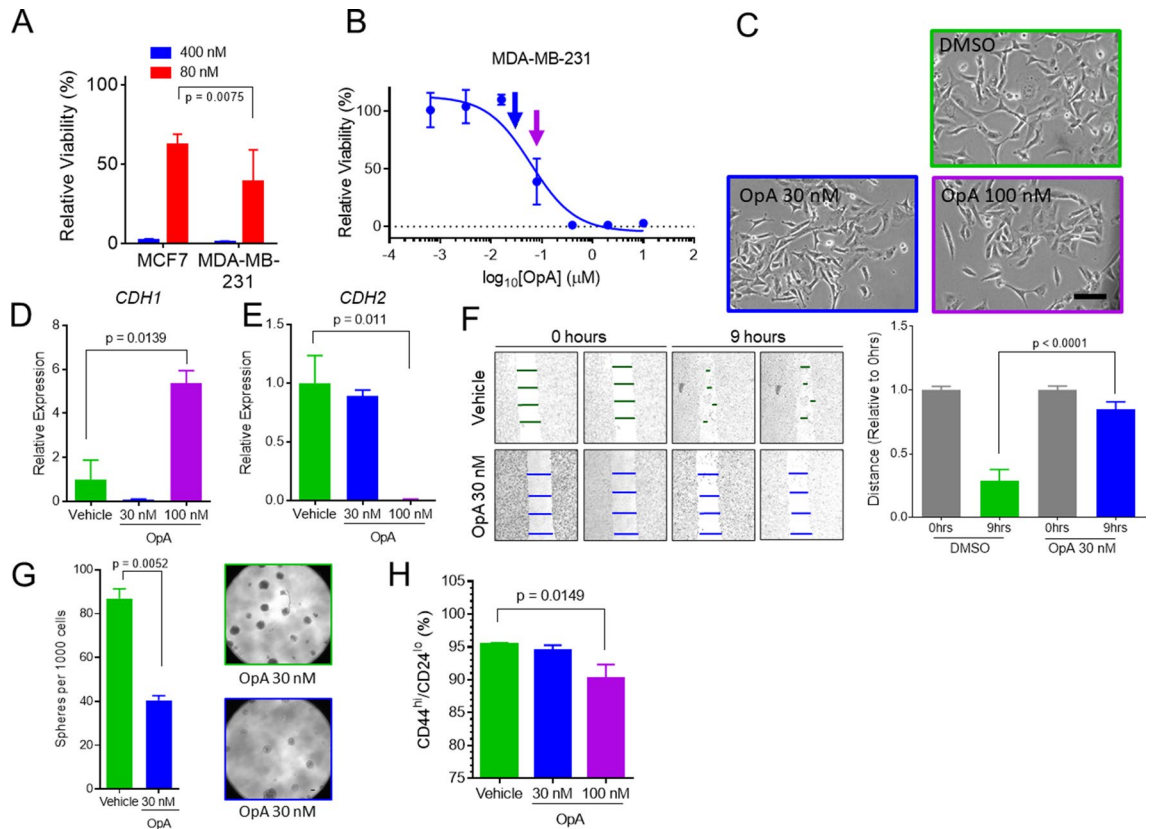 A
400 nM
80 nM
p = 0.0075
100
50
0
Relative Viability (%)
MCF7
MDA-MB-
231
B
MDA-MB-231
100
50
0
Relative Viability (%)
-4
-3
-2
-1
0
1
2
log10[OpA] (μM)
C
DMSO
OpA 30 nM
OpA 100 nM
D
CDH1
p = 0.0139
8
6
4
2
0
Relative Expression
Vehicle
30 nM
100 nM
OpA
E
CDH2
p = 0.011
1.5
1.0
0.5
0.0
Relative Expression
Vehicle
30 nM
100 nM
OpA
F
0 hours
9 hours
Vehicle
OpA 30 nM
1.5
1.0
0.5
0.0
Distance (Relative to 0hrs)
p < 0.0001
0hrs
9hrs
0hrs
9hrs
DMSO
OpA 30 nM
G
p = 0.0052
100
80
60
40
20
0
Spheres per 1000 cells
Vehicle
30 nM
OpA
OpA 30 nM
OpA 30 nM
H
p = 0.0149
105
100
95
90
85
80
75
CD44hi/CD24lo (%)
Vehicle
30 nM
100 nM
OpA